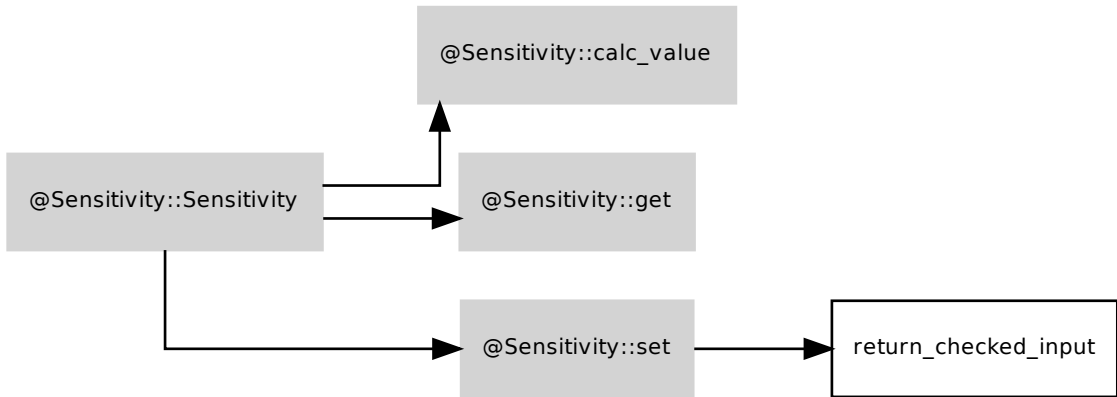 @Sensitivity::calc_value
@Sensitivity::Sensitivity
@Sensitivity::get
@Sensitivity::set
return_checked_input